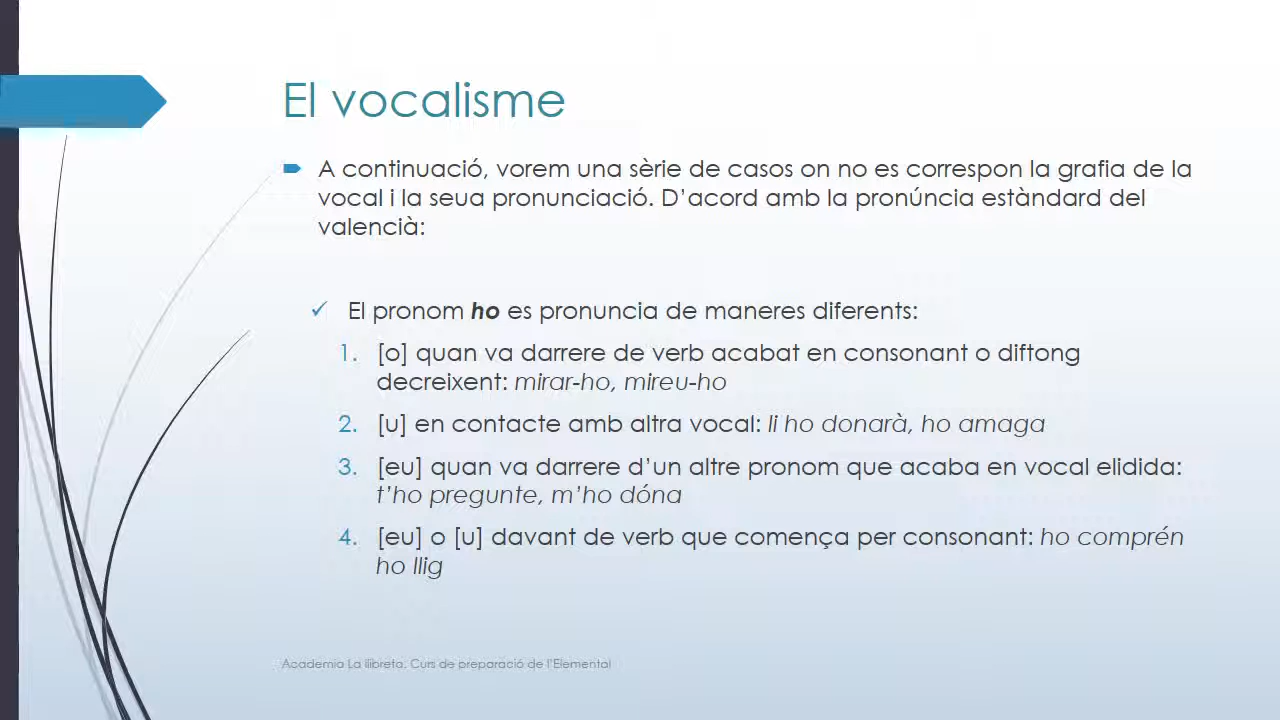 El vocalisme
A continuació, vorem una sèrie de casos on no es correspon la grafia de la
vocal i la seua pronunciació. D'acord amb la pronúncia estàndard del
valencià:
El pronom ho es pronuncia de maneres diferents:
1. [o] quan va darrere de verb acabat en consonant o diftong
decreixent: mirar-ho, mireu-ho
2. [u] en contacte amb altra vocal: li ho donarà, ho amaga
3. [eu] quan va darrere d'un altre pronom que acaba en vocal elidida:
t'ho pregunte, m'ho dóna
4. [eu] o [u] davant de verb que comença per consonant: ho comprén
ho llig
Academia La llibreta. Curs de preparació de l'Elemental